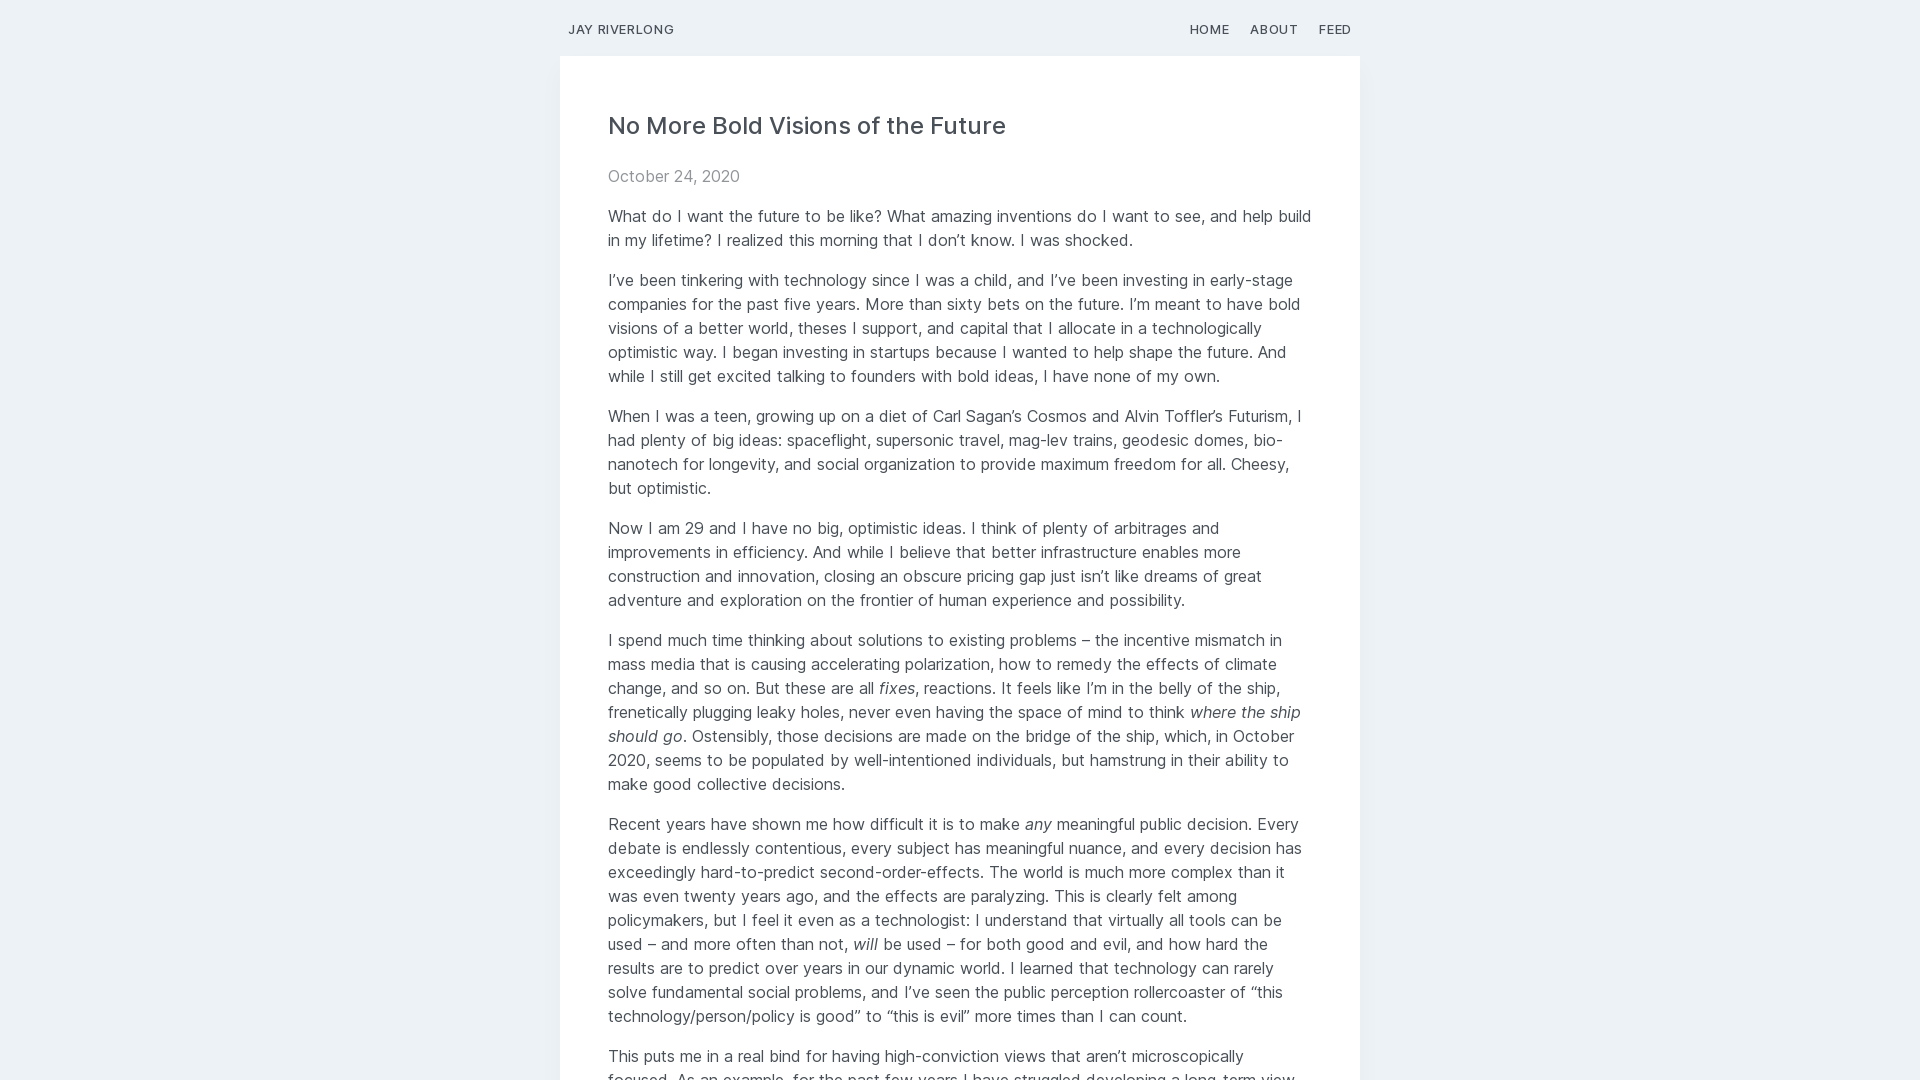 JAY RIVERLONG
HOME ABOUT FEED
No More Bold Visions of the Future
October 24, 2020
What do I want the future to be like? What amazing inventions do I want to see, and help build
in my lifetime? I realized this morning that I don’t know. I was shocked.
I’ve been tinkering with technology since I was a child, and I’ve been investing in early-stage
companies for the past five years. More than sixty bets on the future. I’m meant to have bold
visions of a better world, theses I support, and capital that I allocate in a technologically
optimistic way. I began investing in startups because I wanted to help shape the future. And
while I still get excited talking to founders with bold ideas, I have none of my own.
When I was a teen, growing up on a diet of Carl Sagan’s Cosmos and Alvin Toffler’s Futurism, I
had plenty of big ideas: spaceflight, supersonic travel, mag-lev trains, geodesic domes, bio-
nanotech for longevity, and social organization to provide maximum freedom for all. Cheesy,
but optimistic.
Now I am 29 and I have no big, optimistic ideas. I think of plenty of arbitrages and
improvements in efficiency. And while I believe that better infrastructure enables more
construction and innovation, closing an obscure pricing gap just isn’t like dreams of great
adventure and exploration on the frontier of human experience and possibility.
I spend much time thinking about solutions to existing problems – the incentive mismatch in
mass media that is causing accelerating polarization, how to remedy the effects of climate
change, and so on. But these are all fixes, reactions. It feels like I’m in the belly of the ship,
frenetically plugging leaky holes, never even having the space of mind to think where the ship
should go. Ostensibly, those decisions are made on the bridge of the ship, which, in October
2020, seems to be populated by well-intentioned individuals, but hamstrung in their ability to
make good collective decisions.
Recent years have shown me how difficult it is to make any meaningful public decision. Every
debate is endlessly contentious, every subject has meaningful nuance, and every decision has
exceedingly hard-to-predict second-order-effects. The world is much more complex than it
was even twenty years ago, and the effects are paralyzing. This is clearly felt among
policymakers, but I feel it even as a technologist: I understand that virtually all tools can be
used – and more often than not, will be used – for both good and evil, and how hard the
results are to predict over years in our dynamic world. I learned that technology can rarely
solve fundamental social problems, and I’ve seen the public perception rollercoaster of “this
technology/person/policy is good” to “this is evil” more times than I can count.
This puts me in a real bind for having high-conviction views that aren’t microscopically
focused. As an example, for the past few years I have struggled developing a long-term view